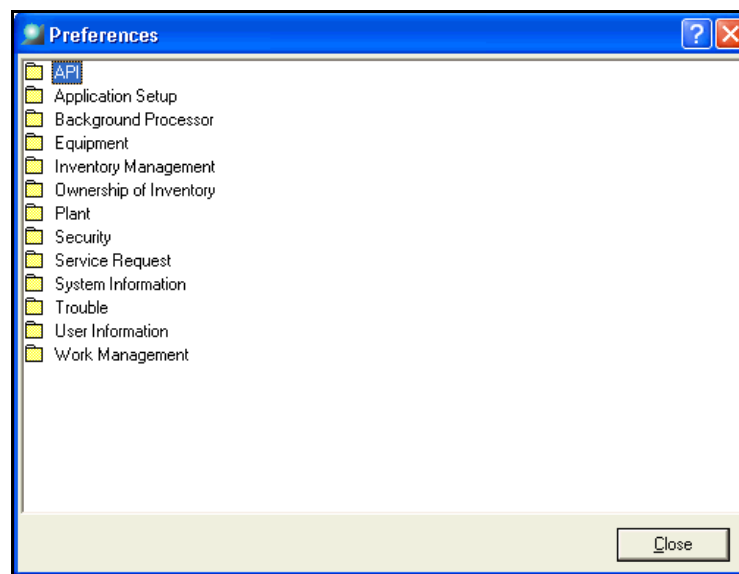 Preferences
API
Application Setup
Background Processor
Equipment
Inventory Management
Ownership of Inventory
Plant
Security
Service Request
System Information
Trouble
User Information
Work Management
Close